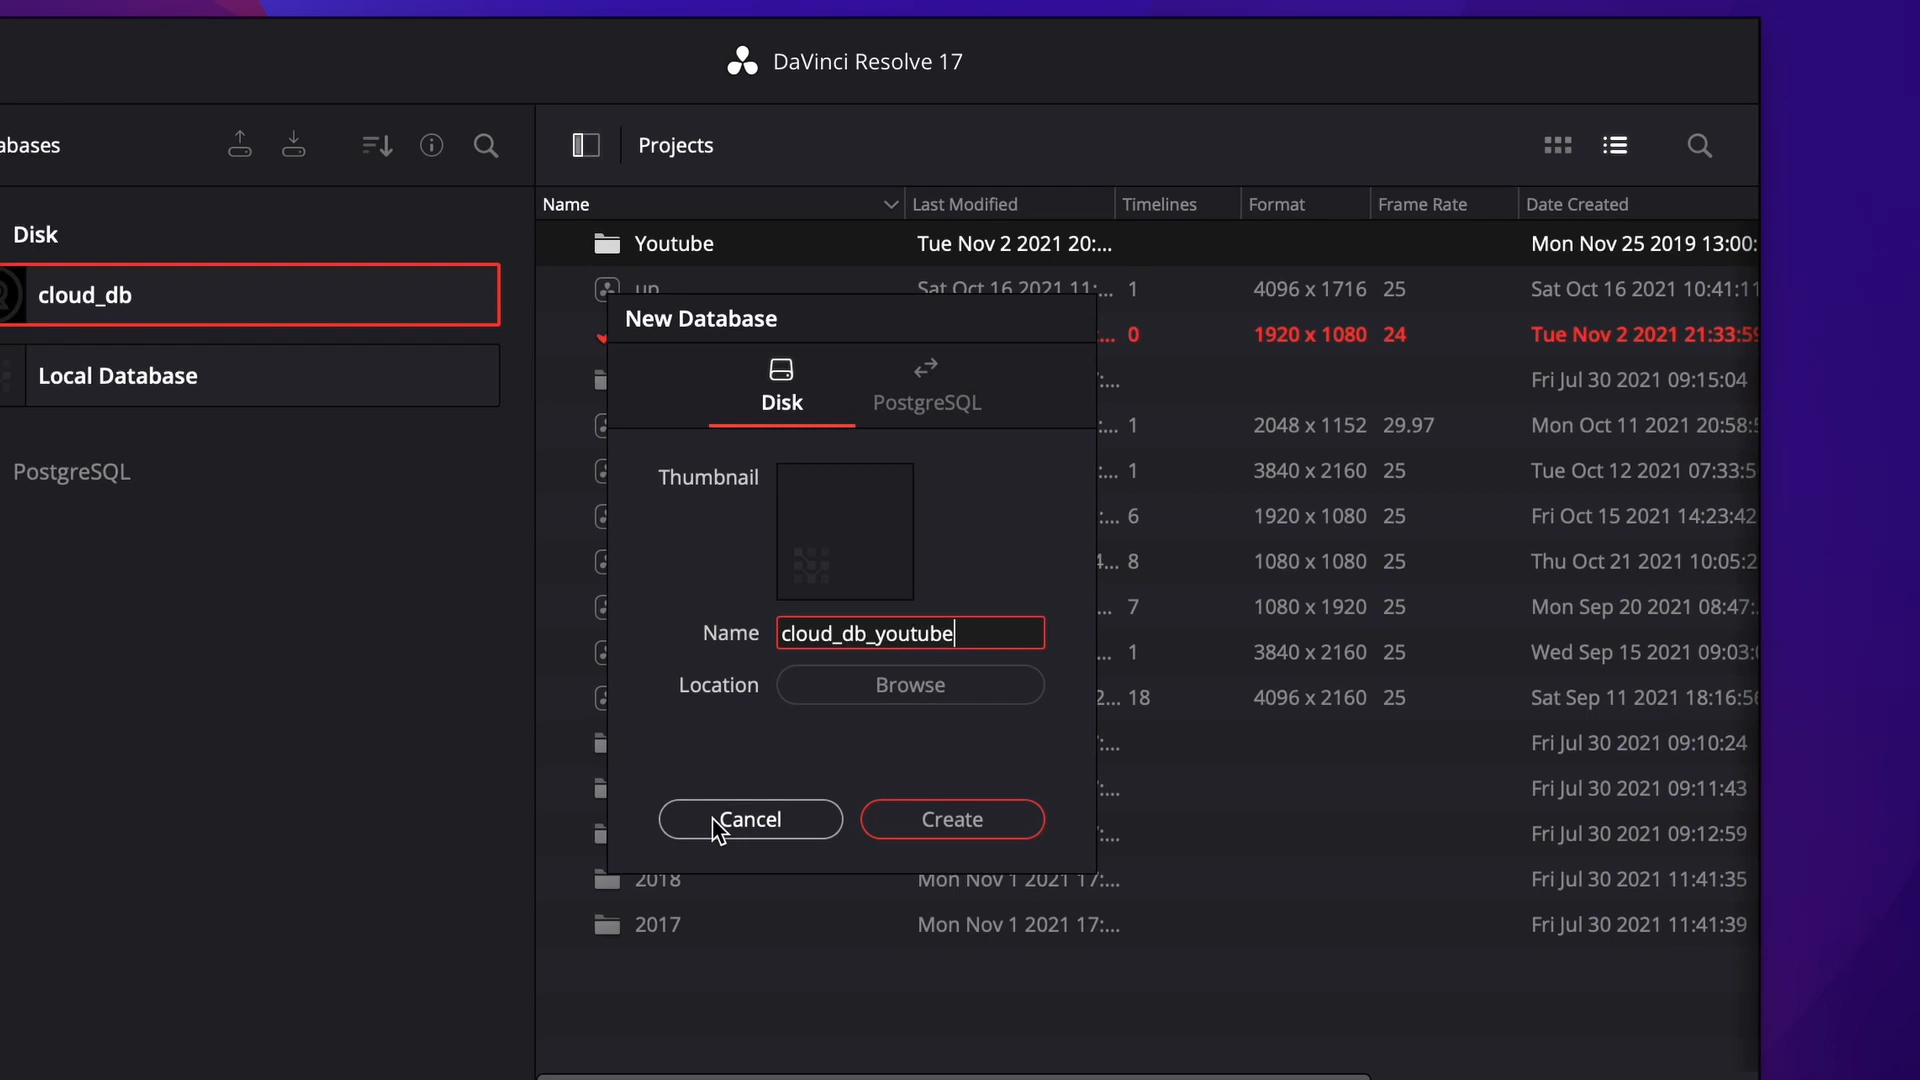 DaVinci Resolve 17
abases
Projects
Name Last Modified Timelines Format Frame Rate Date Created
Disk
cloud_db
Local Database
PostgreSQL
Youtube Tue Nov 2 2021 20:... Mon Nov 25 2019 13:00:
up Sat Oct 16 2021 11:... 1 4096 x 1716 25 Sat Oct 16 2021 10:41:11
... 0 1920 x 1080 24 Tue Nov 2 2021 21:33:59
:... Fri Jul 30 2021 09:15:04
:... 1 2048 x 1152 29.97 Mon Oct 11 2021 20:58:5
:... 1 3840 x 2160 25 Tue Oct 12 2021 07:33:5
:... 6 1920 x 1080 25 Fri Oct 15 2021 14:23:42
4... 8 1080 x 1080 25 Thu Oct 21 2021 10:05:2
... 7 1080 x 1920 25 Mon Sep 20 2021 08:47:
... 1 3840 x 2160 25 Wed Sep 15 2021 09:03:
2... 18 4096 x 2160 25 Sat Sep 11 2021 18:16:56
:... Fri Jul 30 2021 09:10:24
:... Fri Jul 30 2021 09:11:43
:... Fri Jul 30 2021 09:12:59
2018 Mon Nov 1 2021 17:... Fri Jul 30 2021 11:41:35
2017 Mon Nov 1 2021 17:... Fri Jul 30 2021 11:41:39
New Database
Disk PostgreSQL
Thumbnail
Name cloud_db_youtube
Location Browse
Cancel Create